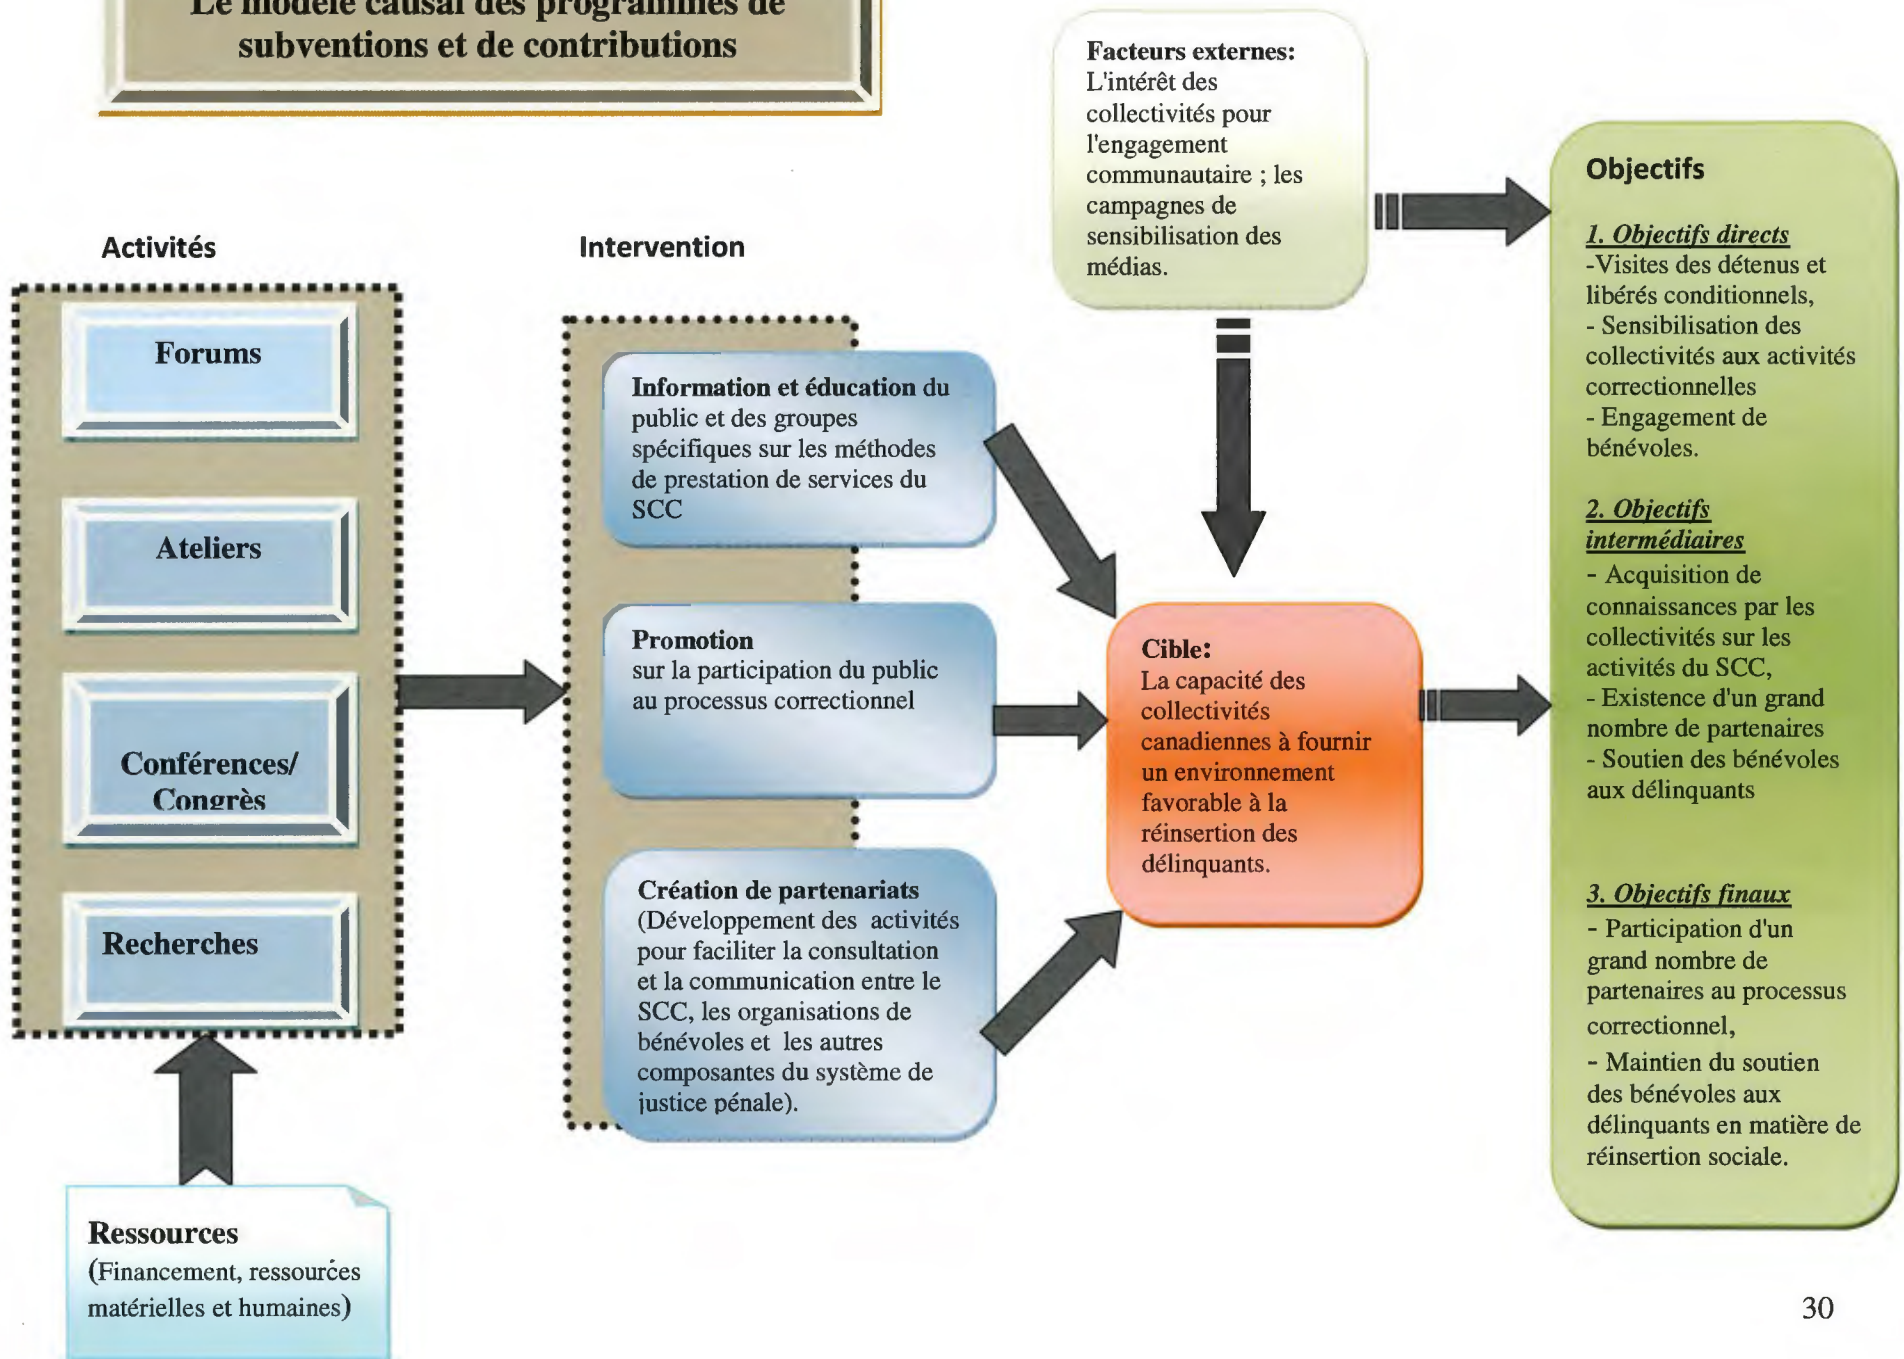 Le modèle causal des programmes de
subventions et de contributions
Facteurs externes:
L'intérêt des
collectivités pour
l'engagement
communautaire ; les
campagnes de
sensibilisation des
médias.
Activités
Forums
Ateliers
Conférences/
Congrès
Recherches
Ressources
(Financement, ressources
matérielles et humaines)
Intervention
Information et éducation du
public et des groupes
spécifiques sur les méthodes
de prestation de services du
SCC
Promotion
sur la participation du public
au processus correctionnel
Création de partenariats
(Développement des activités
pour faciliter la consultation
et la communication entre le
SCC, les organisations de
bénévoles et les autres
composantes du système de
justice pénale).
Cible:
La capacité des
collectivités
canadiennes à fournir
un environnement
favorable à la
réinsertion des
délinquants.
Objectifs
1. Objectifs directs
-Visites des détenus et
libérés conditionnels,
- Sensibilisation des
collectivités aux activités
correctionnelles
- Engagement de
bénévoles.
2. Objectifs
intermédiaires
- Acquisition de
connaissances par les
collectivités sur les
activités du SCC,
- Existence d'un grand
nombre de partenaires
- Soutien des bénévoles
aux délinquants
3. Objectifs finaux
- Participation d'un
grand nombre de
partenaires au processus
correctionnel,
- Maintien du soutien
des bénévoles aux
délinquants en matière de
réinsertion sociale.
30